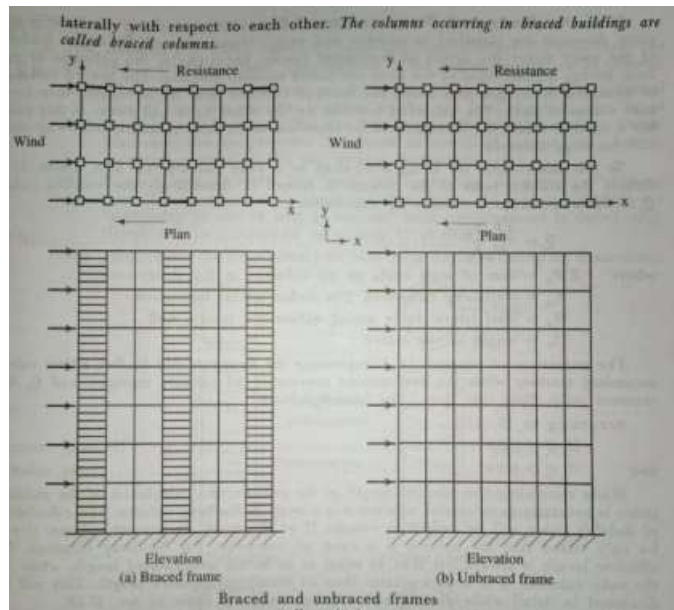 laterally with respect to each other. The columns occurring in braced buildings are
called braced columns.
y
Resistance
Wind
x
Plan
y
Resistance
Wind
x
Plan
y
x
Elevation
(a) Braced frame
Elevation
(b) Unbraced frame
Braced and unbraced frames